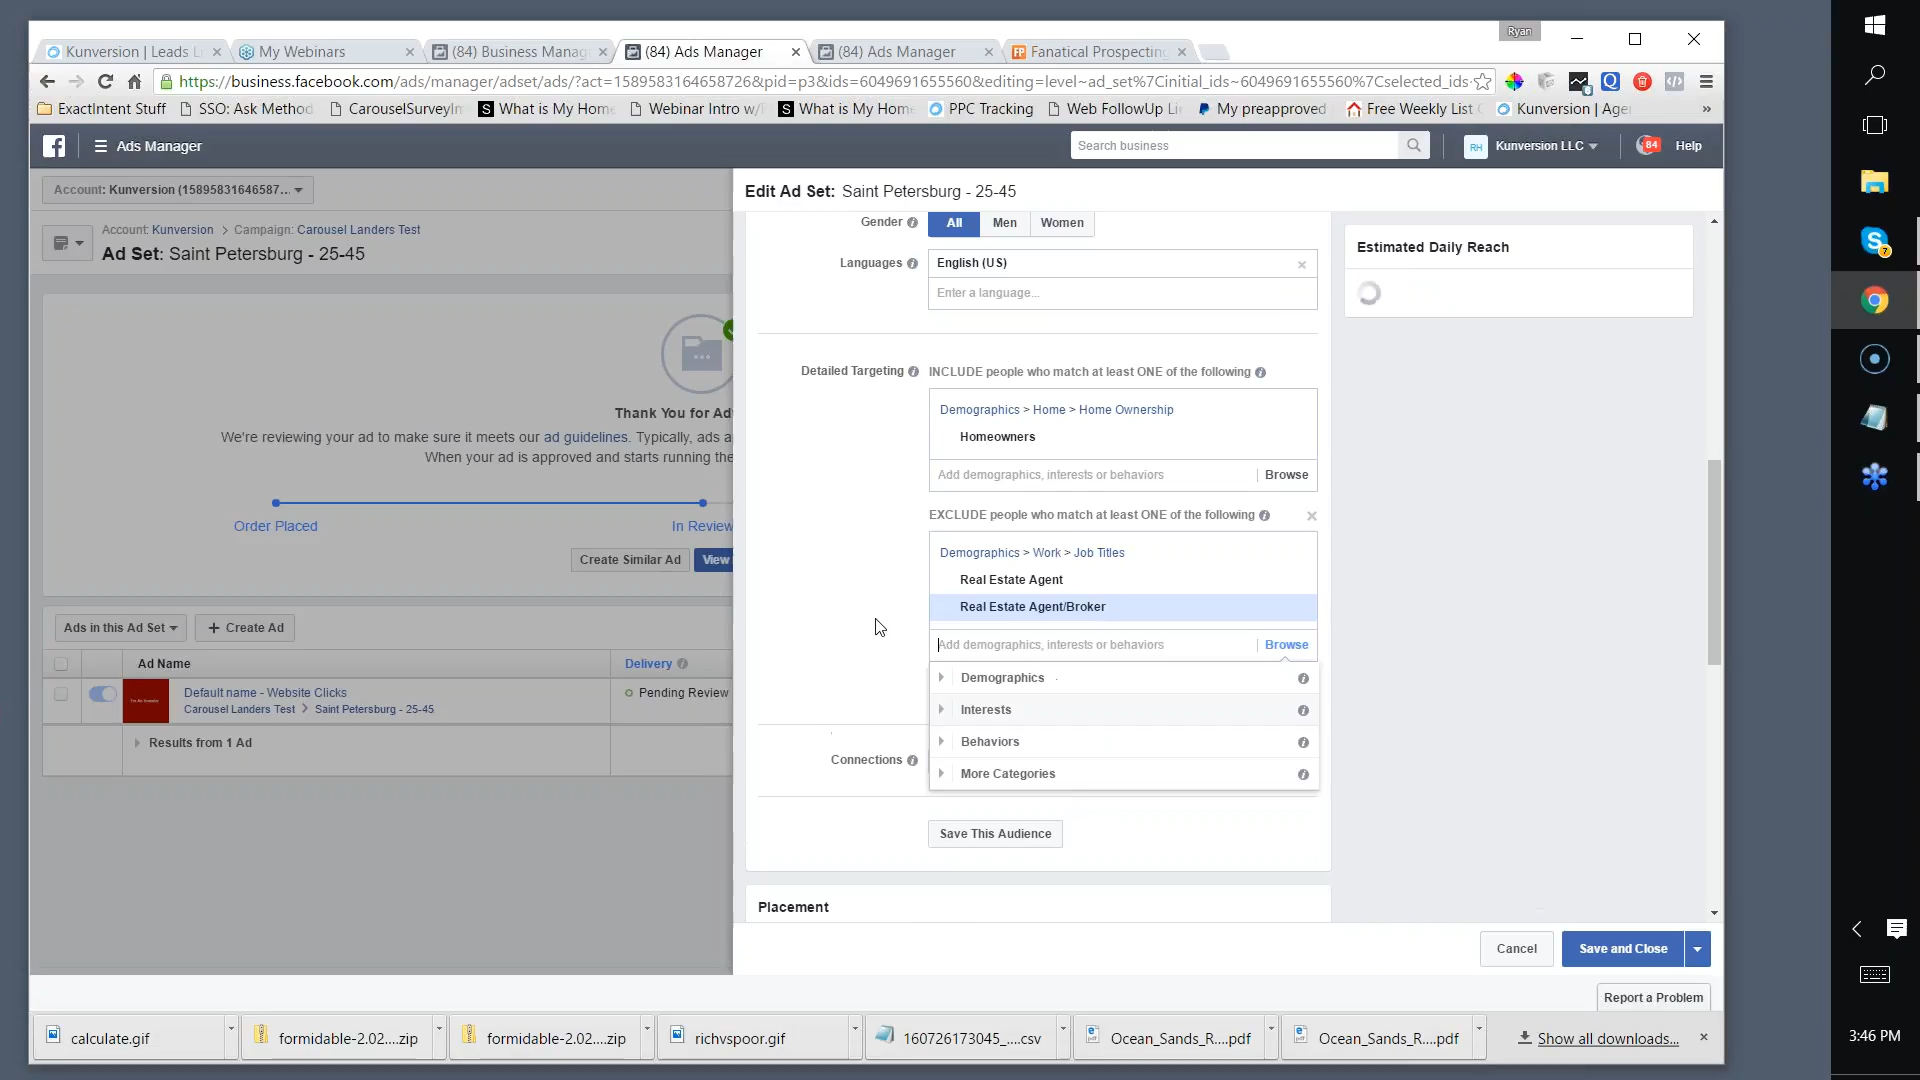 Ryan
Kunversion | Leads L
My Webinars
(84) Business Manag
(84) Ads Manager
(84) Ads Manager
Fanatical Prospecting
https://business.facebook.com/ads/manager/adset/ads/?act=1589583164658726&pid=p3&ids=6049691655560&editing=level~ad_set%7Cinitial_ids~6049691655560%7Cselected_ids
ExactIntent Stuff
SSO: Ask Method
CarouselSurveyIm
What is My Home
Webinar Intro w/
What is My Home
PPC Tracking
Web FollowUp Li
My preapproved
Free Weekly List
Kunversion | Age
Ads Manager
Search business
RH
Kunversion LLC
84
Help
Account: Kunversion (15895831646587...
Edit Ad Set: Saint Petersburg - 25-45
Account: Kunversion > Campaign: Carousel Landers Test
Ad Set: Saint Petersburg - 25-45
Gender
All
Men
Women
Estimated Daily Reach
Languages
English (US)
Enter a language...
Detailed Targeting
INCLUDE people who match at least ONE of the following
Demographics > Home > Home Ownership
Homeowners
Add demographics, interests or behaviors
Browse
EXCLUDE people who match at least ONE of the following
Demographics > Work > Job Titles
Real Estate Agent
Real Estate Agent/Broker
Add demographics, interests or behaviors
Browse
Demographics
Interests
Behaviors
More Categories
Connections
Save This Audience
Placement
Thank You for Ad
We're reviewing your ad to make sure it meets our ad guidelines. Typically, ads a
When your ad is approved and starts running the
Order Placed
In Review
Create Similar Ad
View
Ads in this Ad Set
+ Create Ad
Ad Name
Delivery
Default name - Website Clicks
Carousel Landers Test > Saint Petersburg - 25-45
Pending Review
Results from 1 Ad
Cancel
Save and Close
Report a Problem
calculate.gif
formidable-2.02....zip
formidable-2.02....zip
richvspoor.gif
160726173045_....csv
Ocean_Sands_R....pdf
Ocean_Sands_R....pdf
Show all downloads...
7
3:46 PM